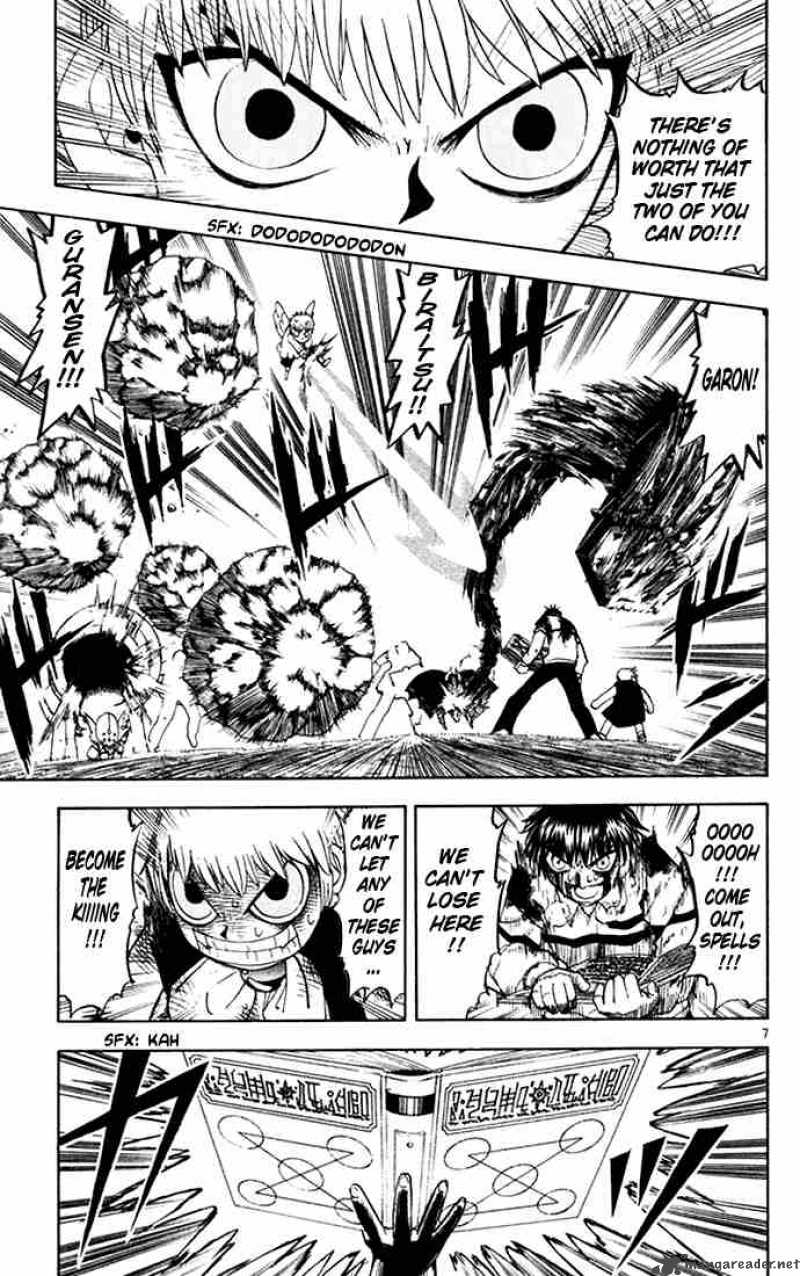 THERE'S
NOTHING OF
WORTH THAT
JUST THE
TWO OF YOU
CAN DO!!!
SFX: DODODODODODON
GARON!
BIRAITSU!!
GURANSEN!!!
OOOO
OOOOH
!!!
COME
OUT,
SPELLS
!!!
WE
CAN'T
LOSE
HERE
!!
WE
CAN'T
LET
ANY
OF
THESE
GUYS
...
BECOME
THE
KIIIING
!!!
7
SFX: KAH
mangareader.net